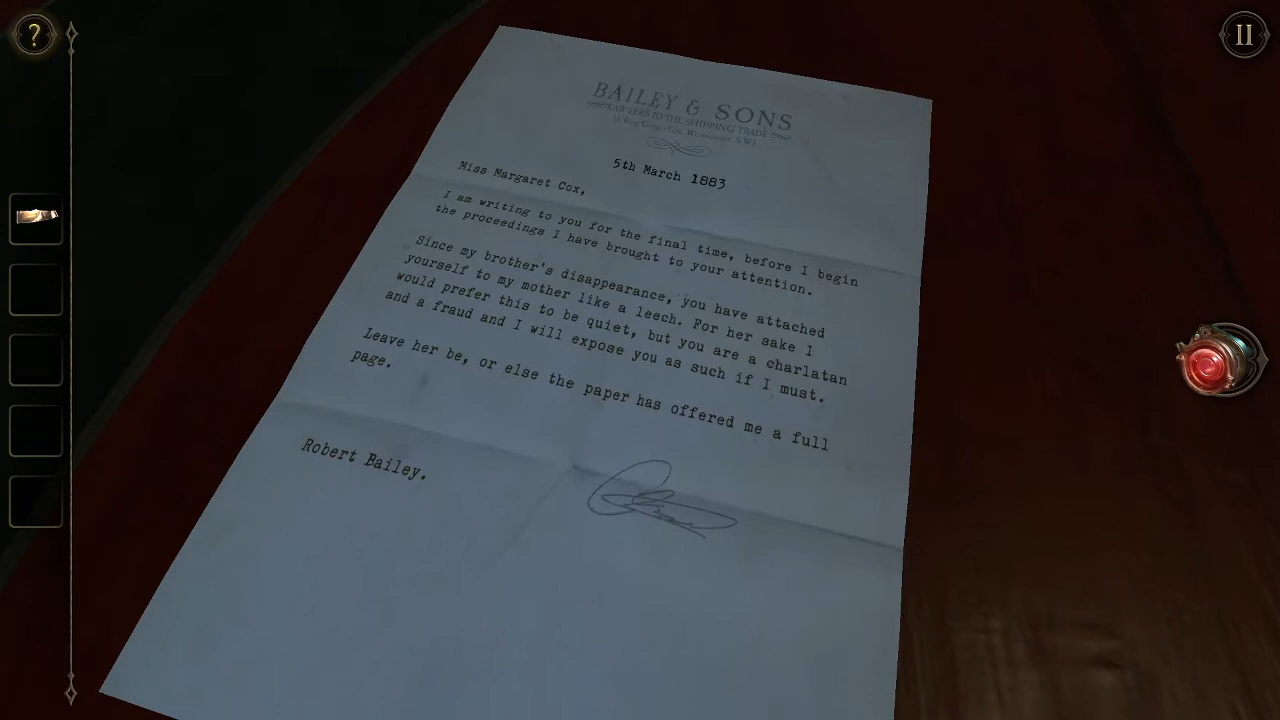 BAILEY & SONS
LAWYERS TO THE SHIPPING TRADE
5th March 1883
Miss Margaret Cox,
I am writing to you for the final time, before I begin
the proceedings I have brought to your attention.
Since my brother's disappearance, you have attached
yourself to my mother like a leech. For her sake I
would prefer this to be quiet, but you are a charlatan
and a fraud and I will expose you as such if I must.
Leave her be, or else the paper has offered me a full
page.
Robert Bailey.
?